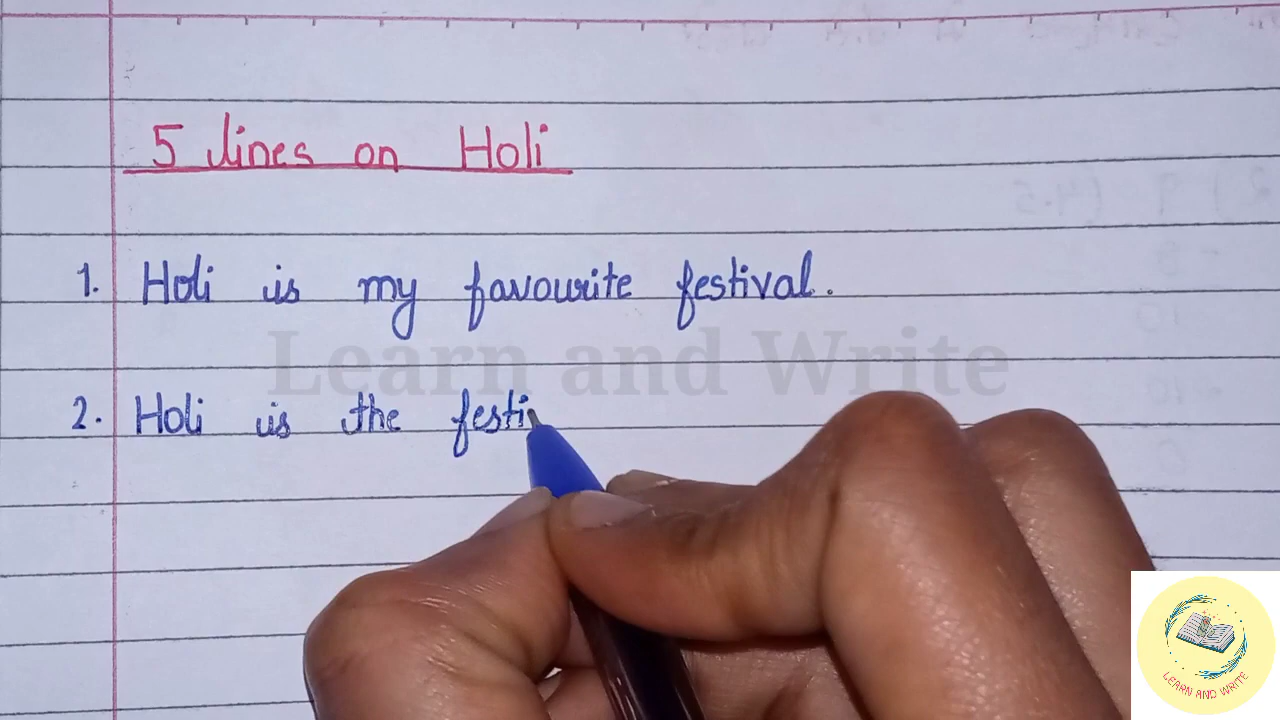 5 lines on Holi
1. Holi is my favourite festival.
Learn and Write
2. Holi is the festi
LEARN AND WRITE